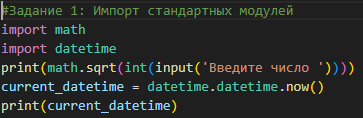 #Задание 1: Импорт стандартных модулей
import math
import datetime
print(math.sqrt(int(input('Введите число '))))
current_datetime = datetime.datetime.now()
print(current_datetime)